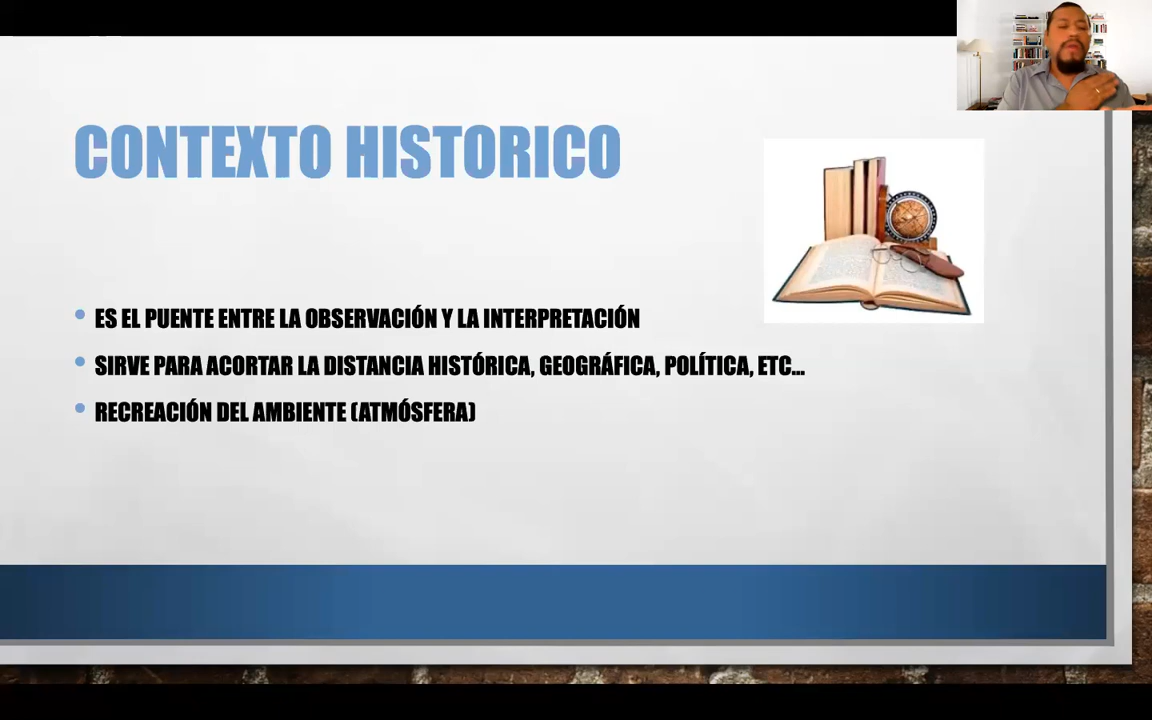 CONTEXTO HISTORICO
ES EL PUENTE ENTRE LA OBSERVACIÓN Y LA INTERPRETACIÓN
SIRVE PARA ACORTAR LA DISTANCIA HISTÓRICA, GEOGRÁFICA, POLÍTICA, ETC...
RECREACIÓN DEL AMBIENTE (ATMÓSFERA)